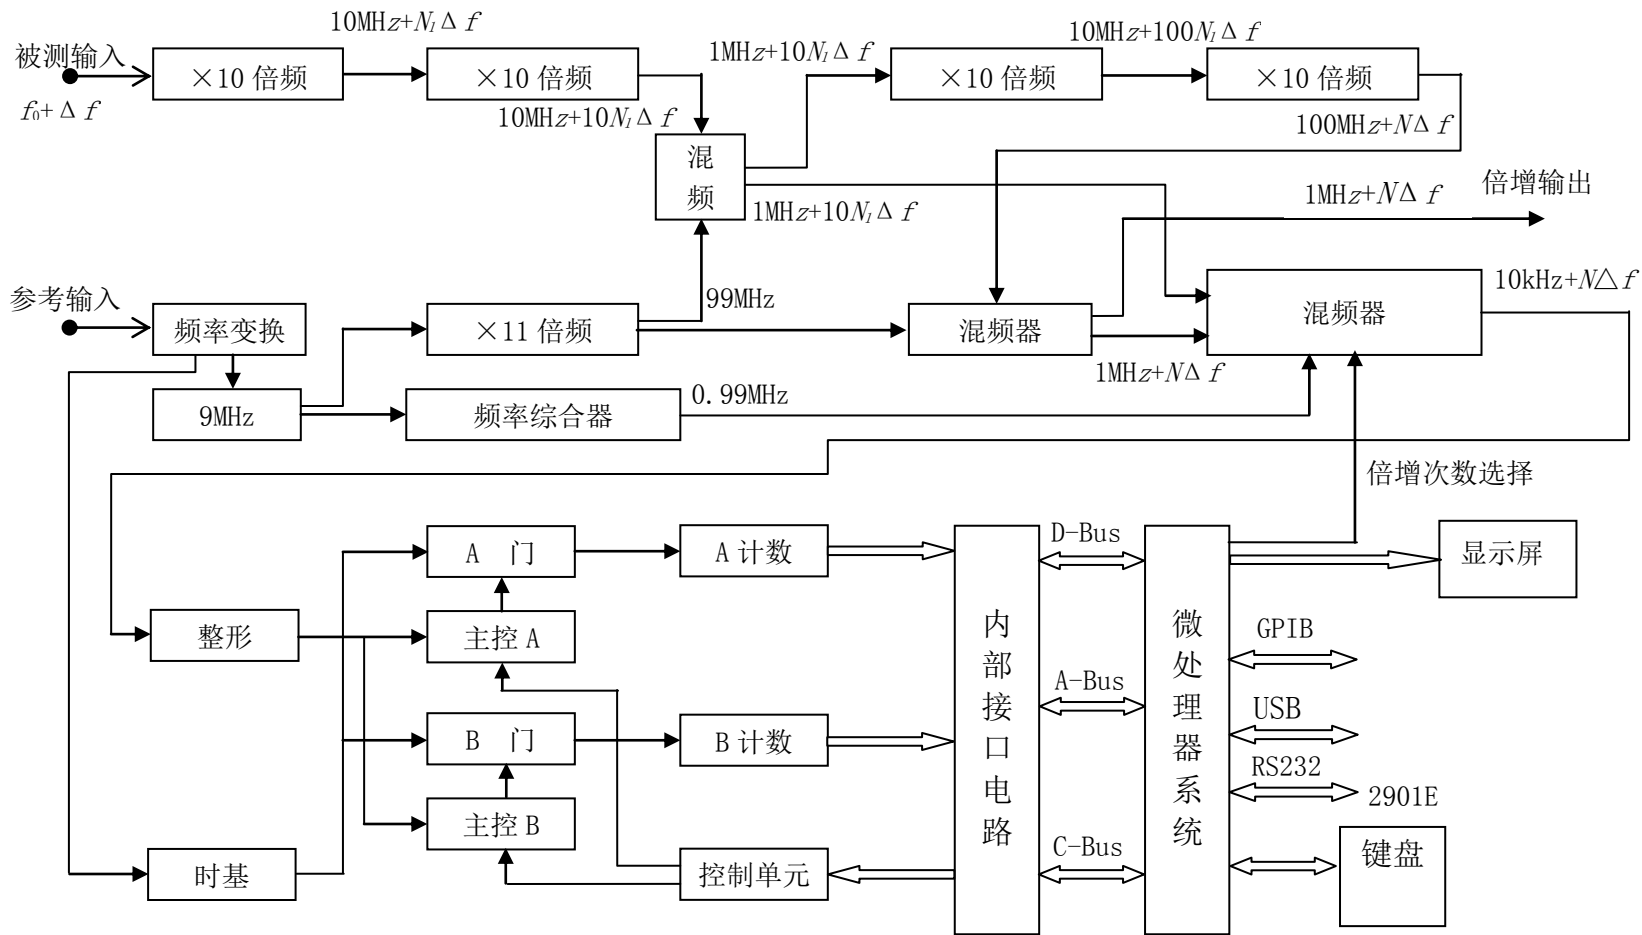 10MHz+N₁Δf
被测输入
×10 倍频
×10 倍频
1MHz+10N₁Δf
×10 倍频
10MHz+100N₁Δf
×10 倍频
f₀+Δf
10MHz+10N₁Δf
100MHz+NΔf
混
频
1MHz+10N₁Δf
1MHz+NΔf
倍增输出
参考输入
频率变换
×11 倍频
99MHz
混频器
混频器
10kHz+N△f
1MHz+NΔf
9MHz
频率综合器
0.99MHz
倍增次数选择
A 门
A 计数
D-Bus
显示屏
整形
主控 A
内
部
接
口
电
路
微
处
理
器
系
统
GPIB
A-Bus
USB
B 门
B 计数
RS232
2901E
主控 B
C-Bus
键盘
时基
控制单元